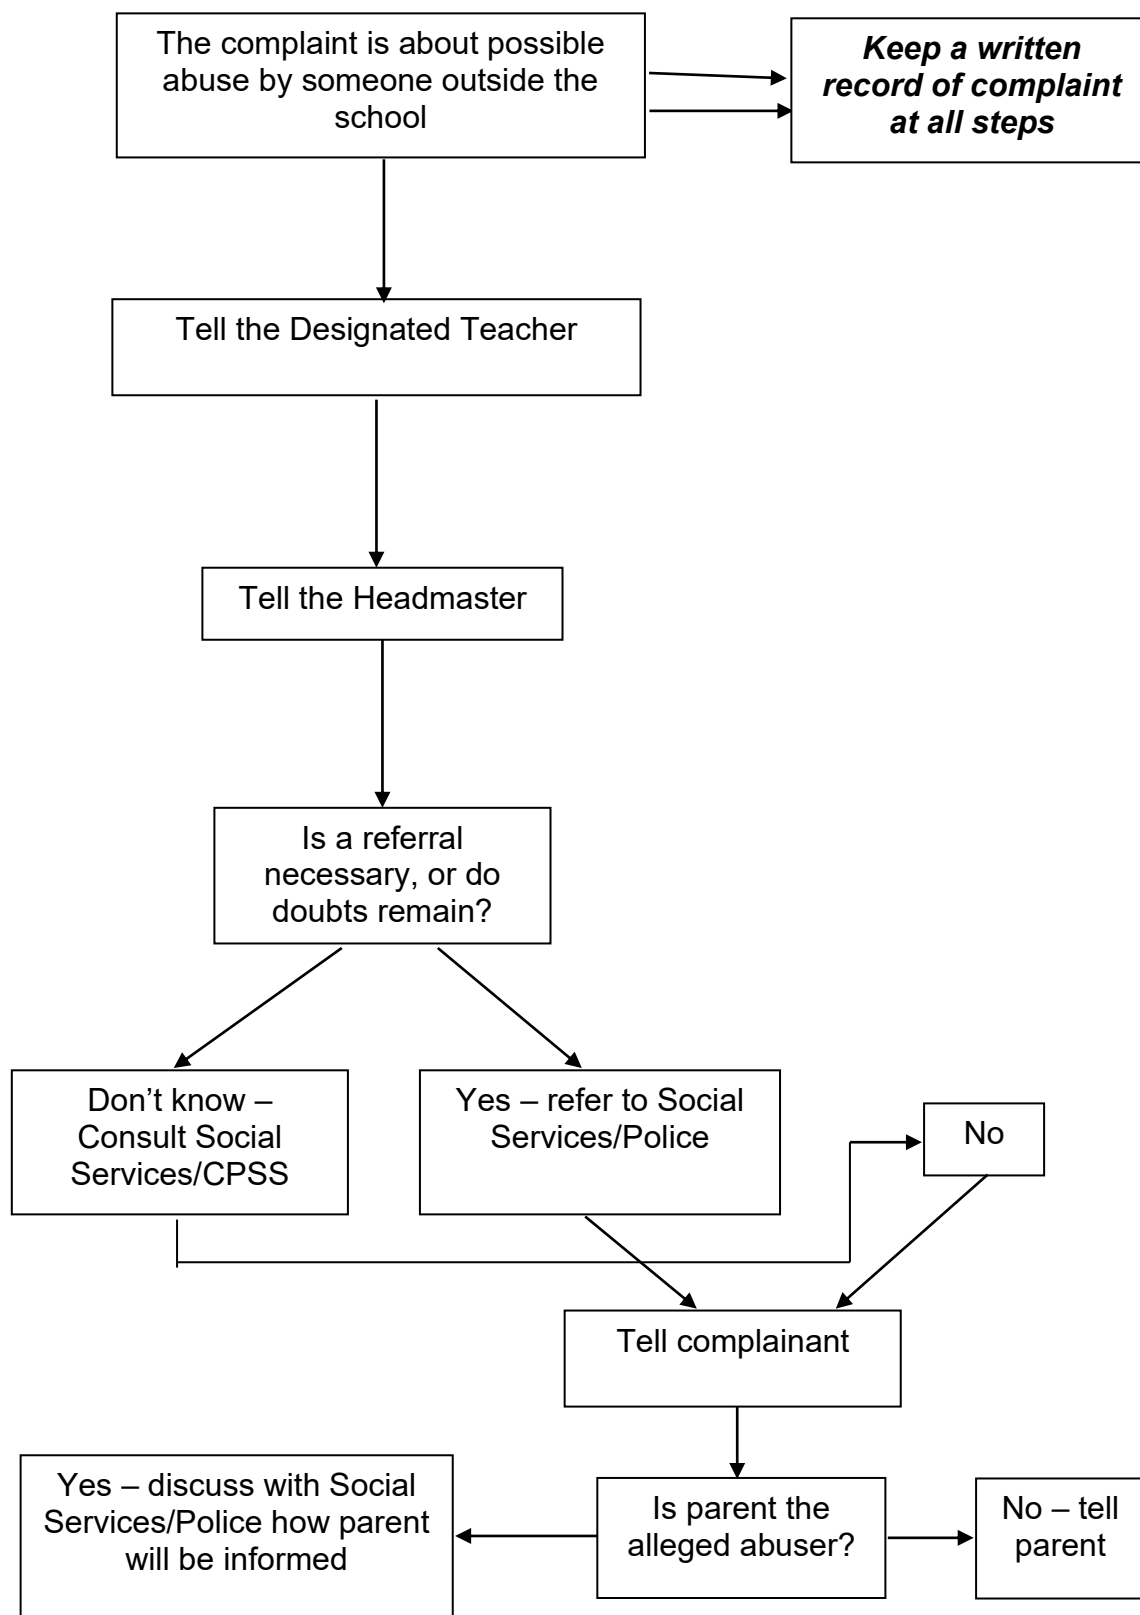 The complaint is about possible
abuse by someone outside the
school
Keep a written
record of complaint
at all steps
Tell the Designated Teacher
Tell the Headmaster
Is a referral
necessary, or do
doubts remain?
Don’t know –
Consult Social
Services/CPSS
Yes – refer to Social
Services/Police
No
Tell complainant
Yes – discuss with Social
Services/Police how parent
will be informed
Is parent the
alleged abuser?
No – tell
parent